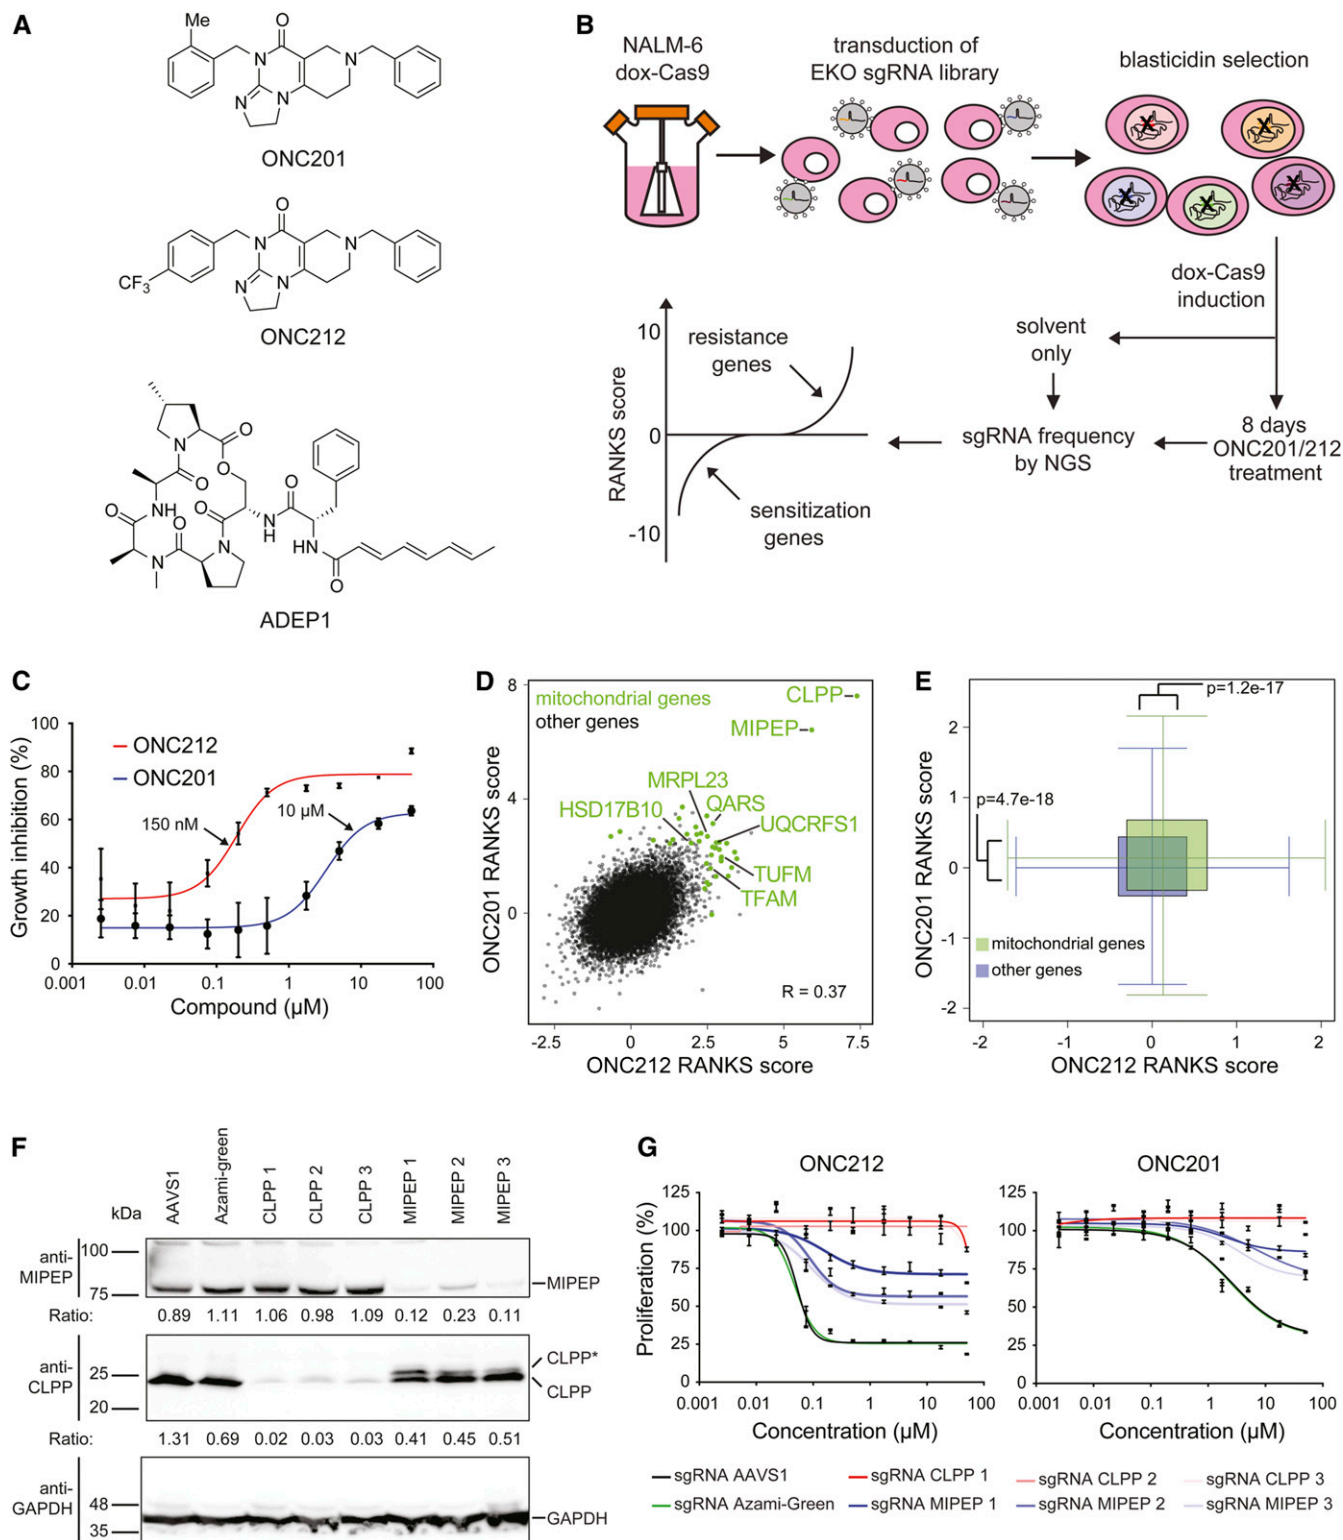 A
Me
O
N
N
N
N
ONC201
O
N
N
N
N
CF3
ONC212
O
N
O
O
O
NH
O
O
O
N
H
O
N
N
O
NH
O
ADEP1
B
NALM-6
dox-Cas9
transduction of
EKO sgRNA library
blasticidin selection
X
X
X
X
X
dox-Cas9
induction
solvent
only
8 days
ONC201/212
treatment
sgRNA frequency
by NGS
RANKS score
10
0
-10
resistance
genes
sensitization
genes
C
Growth inhibition (%)
100
80
60
40
20
0
ONC212
ONC201
150 nM
10 µM
0.001
0.01
0.1
1
10
100
Compound (µM)
D
ONC201 RANKS score
8
4
0
mitochondrial genes
other genes
CLPP
MIPEP
MRPL23
HSD17B10
QARS
UQCRFS1
TUFM
TFAM
R = 0.37
-2.5
0
2.5
5
7.5
ONC212 RANKS score
E
ONC201 RANKS score
2
1
0
-1
-2
p=1.2e-17
p=4.7e-18
mitochondrial genes
other genes
-2
-1
0
1
2
ONC212 RANKS score
F
kDa
AAVS1
Azami-green
CLPP 1
CLPP 2
CLPP 3
MIPEP 1
MIPEP 2
MIPEP 3
anti-
MIPEP
100
75
MIPEP
Ratio: 0.89 1.11 1.06 0.98 1.09 0.12 0.23 0.11
anti-
CLPP
25
20
CLPP*
CLPP
Ratio: 1.31 0.69 0.02 0.03 0.03 0.41 0.45 0.51
anti-
GAPDH
48
35
GAPDH
G
ONC212
Proliferation (%)
125
100
75
50
25
0
0.001 0.01 0.1 1 10 100
Concentration (µM)
ONC201
125
100
75
50
25
0
0.001 0.01 0.1 1 10 100
Concentration (µM)
sgRNA AAVS1
sgRNA CLPP 1
sgRNA CLPP 2
sgRNA CLPP 3
sgRNA Azami-Green
sgRNA MIPEP 1
sgRNA MIPEP 2
sgRNA MIPEP 3